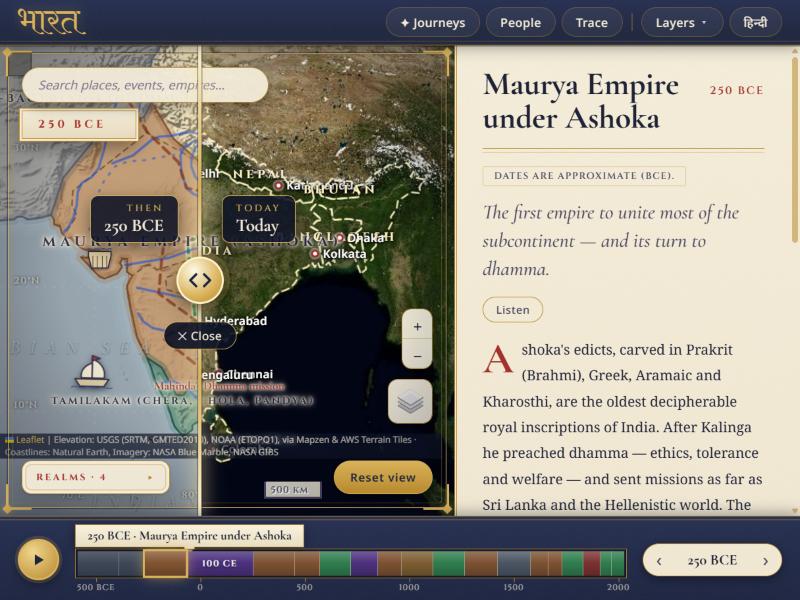 भारत
✦ Journeys
People
Trace
Layers
हिन्दी
Search places, events, empires...
250 BCE
30°N
NEPAL
BHUTAN
THEN
250 BCE
TODAY
Today
MAURYA EMPIRE
Dhaka
Kolkata
20°N
Hyderabad
✕ Close
Mahinda's Dhamma mission
TAMILAKAM (CHERA, CHOLA, PANDYA)
10°N
Leaflet | Elevation: USGS (SRTM, GMTED2010), NOAA (ETOPO1), via Mapzen & AWS Terrain Tiles ·
Coastlines: Natural Earth, Imagery: NASA Blue Marble, NASA GIBS
REALMS · 4
500 KM
Reset view
Maurya Empire
under Ashoka
250 BCE
DATES ARE APPROXIMATE (BCE).
The first empire to unite most of the
subcontinent — and its turn to
dhamma.
Listen
Ashoka's edicts, carved in Prakrit
(Brahmi), Greek, Aramaic and
Kharosthi, are the oldest decipherable
royal inscriptions of India. After Kalinga
he preached dhamma — ethics, tolerance
and welfare — and sent missions as far as
Sri Lanka and the Hellenistic world. The
250 BCE · Maurya Empire under Ashoka
100 CE
500 BCE
0
500
1000
1500
2000
250 BCE